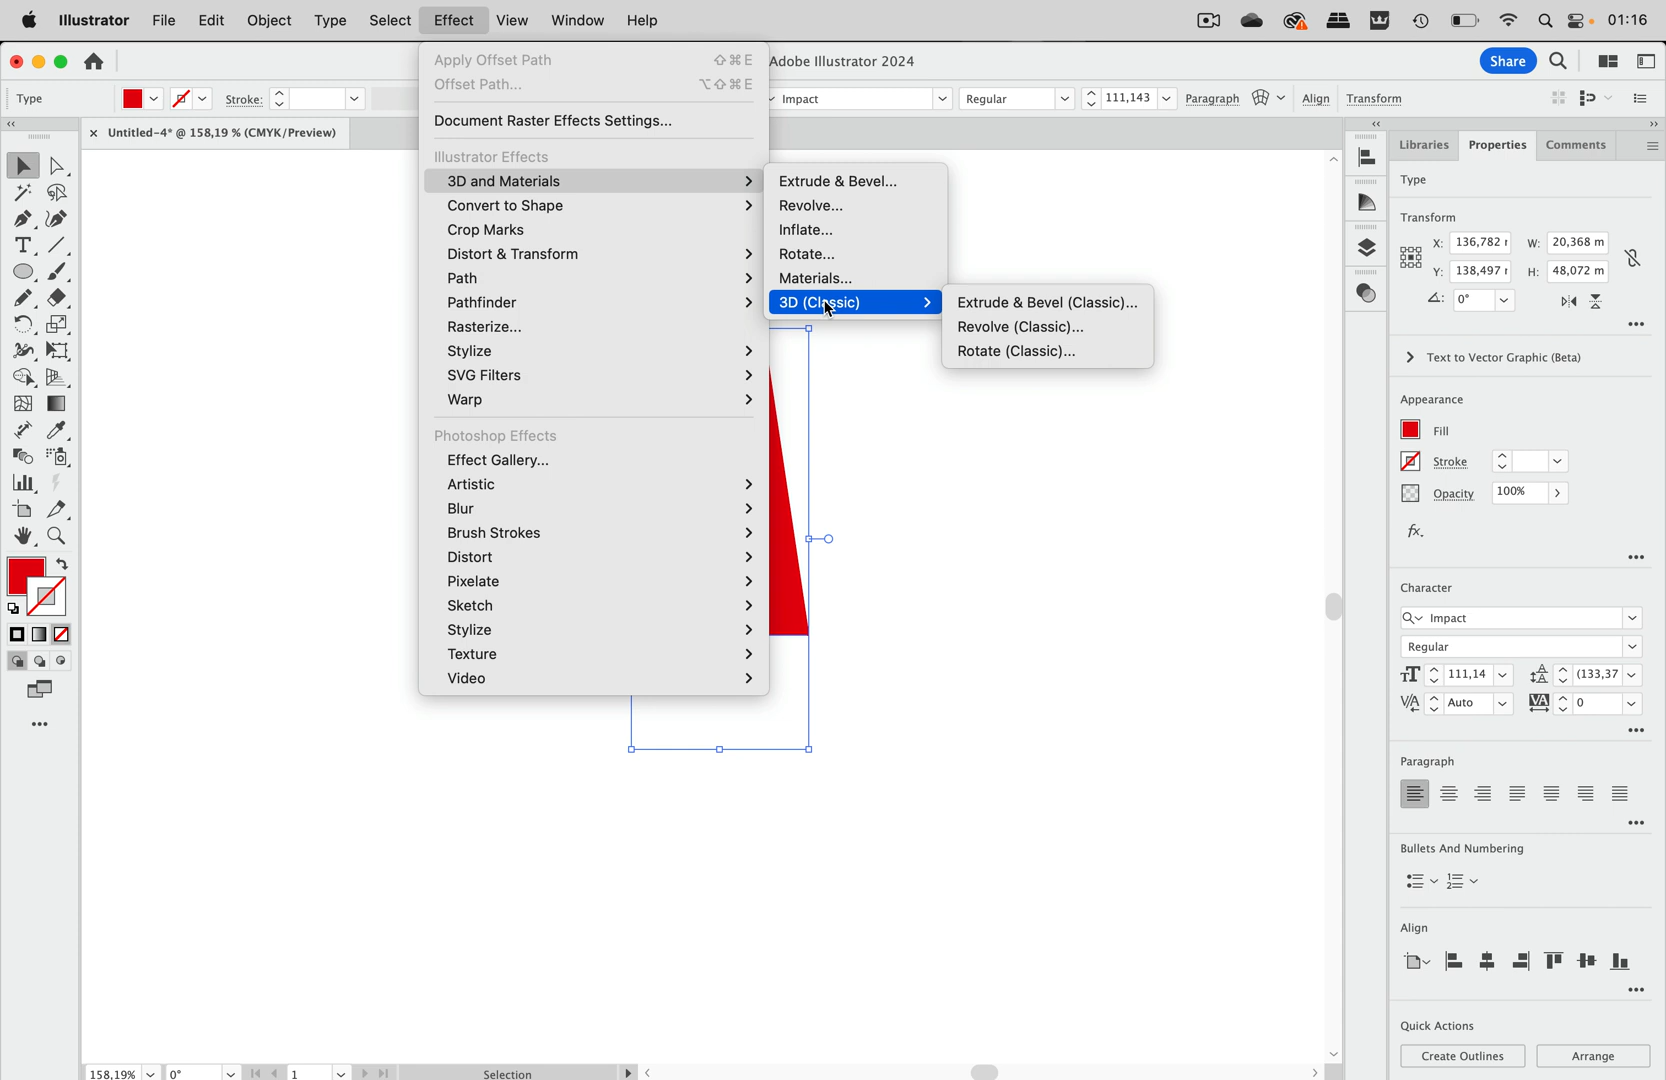 Illustrator File Edit Object Type Select Effect View Window Help 01:16
Adobe Illustrator 2024
Share
Type
Stroke:
Impact
Regular
111,143
Paragraph
Align
Transform
Untitled-4* @ 158,19 % (CMYK/Preview)
Apply Offset Path ⇧⌘E
Offset Path... ⌥⇧⌘E
Document Raster Effects Settings...
Illustrator Effects
3D and Materials
Convert to Shape
Crop Marks
Distort & Transform
Path
Pathfinder
Rasterize...
Stylize
SVG Filters
Warp
Photoshop Effects
Effect Gallery...
Artistic
Blur
Brush Strokes
Distort
Pixelate
Sketch
Stylize
Texture
Video
Extrude & Bevel...
Revolve...
Inflate...
Rotate...
Materials...
3D (Classic)
Extrude & Bevel (Classic)...
Revolve (Classic)...
Rotate (Classic)...
Libraries Properties Comments
Type
Transform
X: 136,782 W: 20,368 m
Y: 138,497 H: 48,072 m
0°
Text to Vector Graphic (Beta)
Appearance
Fill
Stroke
Opacity 100%
fx.
Character
Impact
Regular
111,14 (133,37
Auto 0
Paragraph
Bullets And Numbering
Align
Quick Actions
Create Outlines Arrange
158,19% 0° 1 Selection